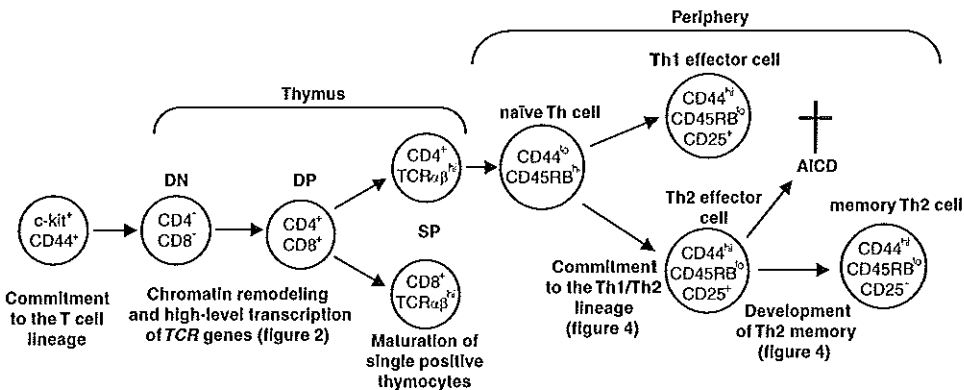 Periphery
Thymus
Th1 effector cell
CD44hi
CD45RBlo
CD25+
naïve Th cell
CD44lo
CD45RBhi
AICD
CD4+
TCRαβhi
DN
DP
SP
c-kit+
CD44+
CD4-
CD8-
CD4+
CD8+
CD8+
TCRαβhi
Th2 effector
cell
CD44hi
CD45RBlo
CD25+
memory Th2 cell
CD44hi
CD45RBlo
CD25-
Commitment
to the T cell
lineage
Chromatin remodeling
and high-level transcription
of TCR genes (figure 2)
Maturation of
single positive
thymocytes
Commitment
to the Th1/Th2
lineage
(figure 4)
Development
of Th2 memory
(figure 4)